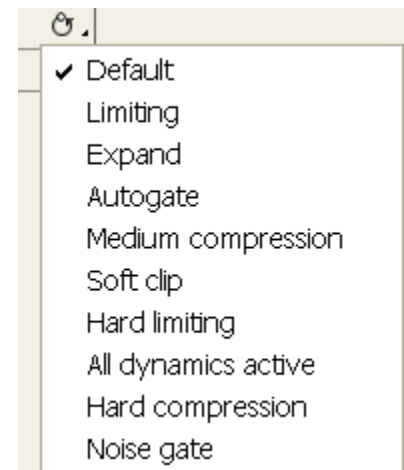 Default
Limiting
Expand
Autogate
Medium compression
Soft clip
Hard limiting
All dynamics active
Hard compression
Noise gate